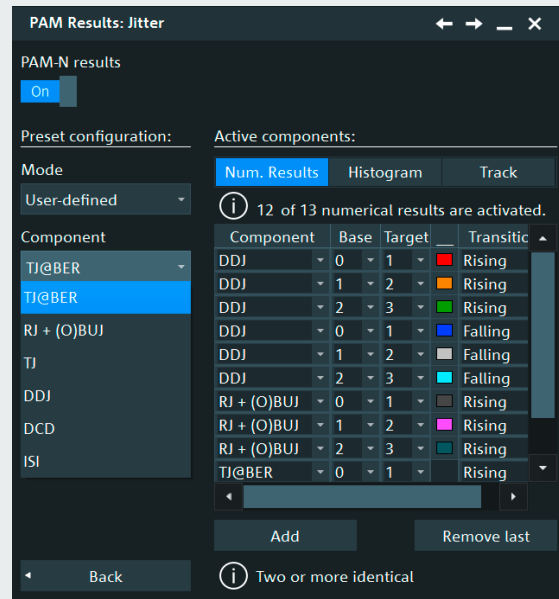 PAM Results: Jitter
PAM-N results
On
Preset configuration:
Mode
User-defined
Component
TJ@BER
TJ@BER
RJ + (O)BUJ
TJ
DDJ
DCD
ISI
Back
Active components:
Num. Results Histogram Track
12 of 13 numerical results are activated.
Component Base Target __ Transitic
DDJ 0 1 Rising
DDJ 1 2 Rising
DDJ 2 3 Rising
DDJ 0 1 Falling
DDJ 1 2 Falling
DDJ 2 3 Falling
RJ + (O)BUJ 0 1 Rising
RJ + (O)BUJ 1 2 Rising
RJ + (O)BUJ 2 3 Rising
TJ@BER 0 1 Rising
Add Remove last
Two or more identical